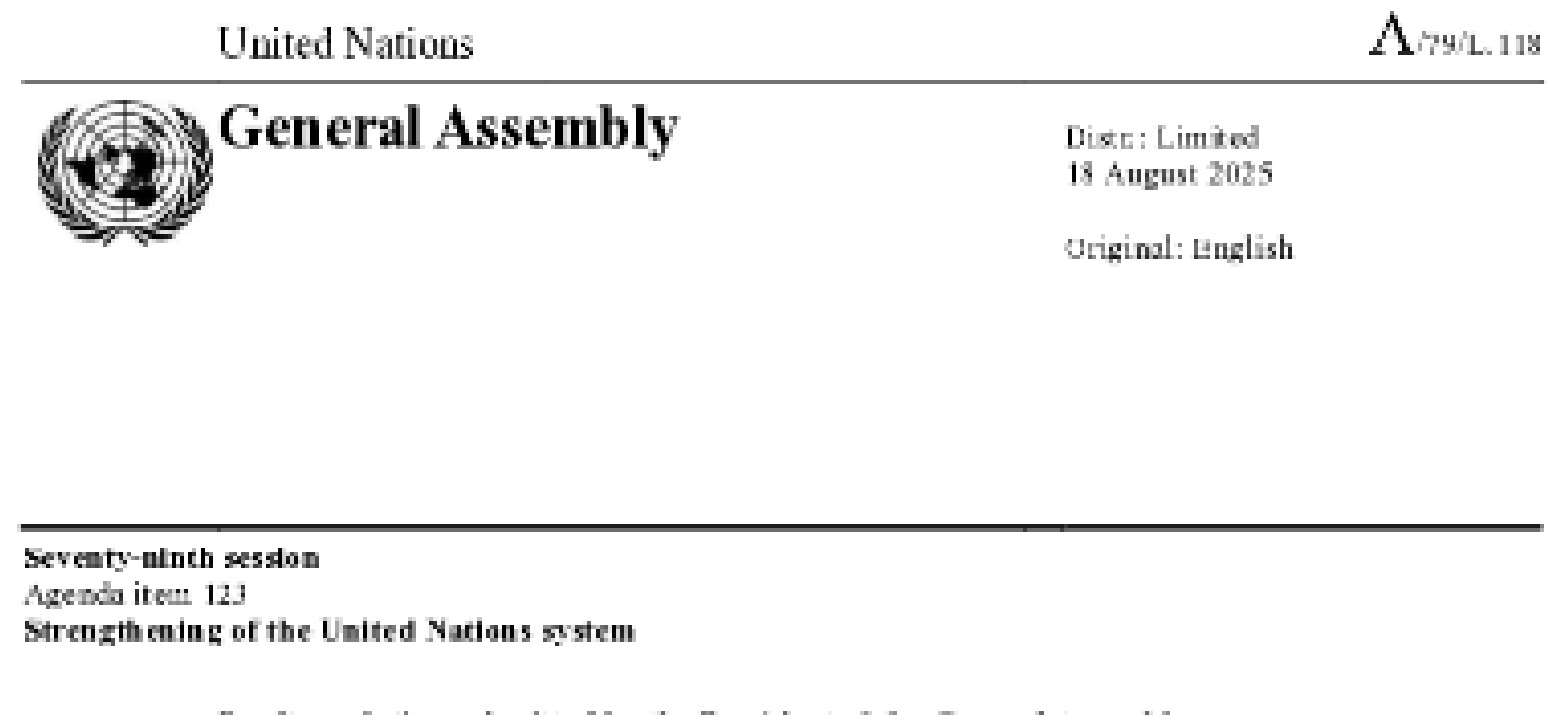 United Nations
A/79/L.118
General Assembly
Distr.: Limited
18 August 2025
Original: English
Seventy-ninth session
Agenda item 123
Strengthening of the United Nations system